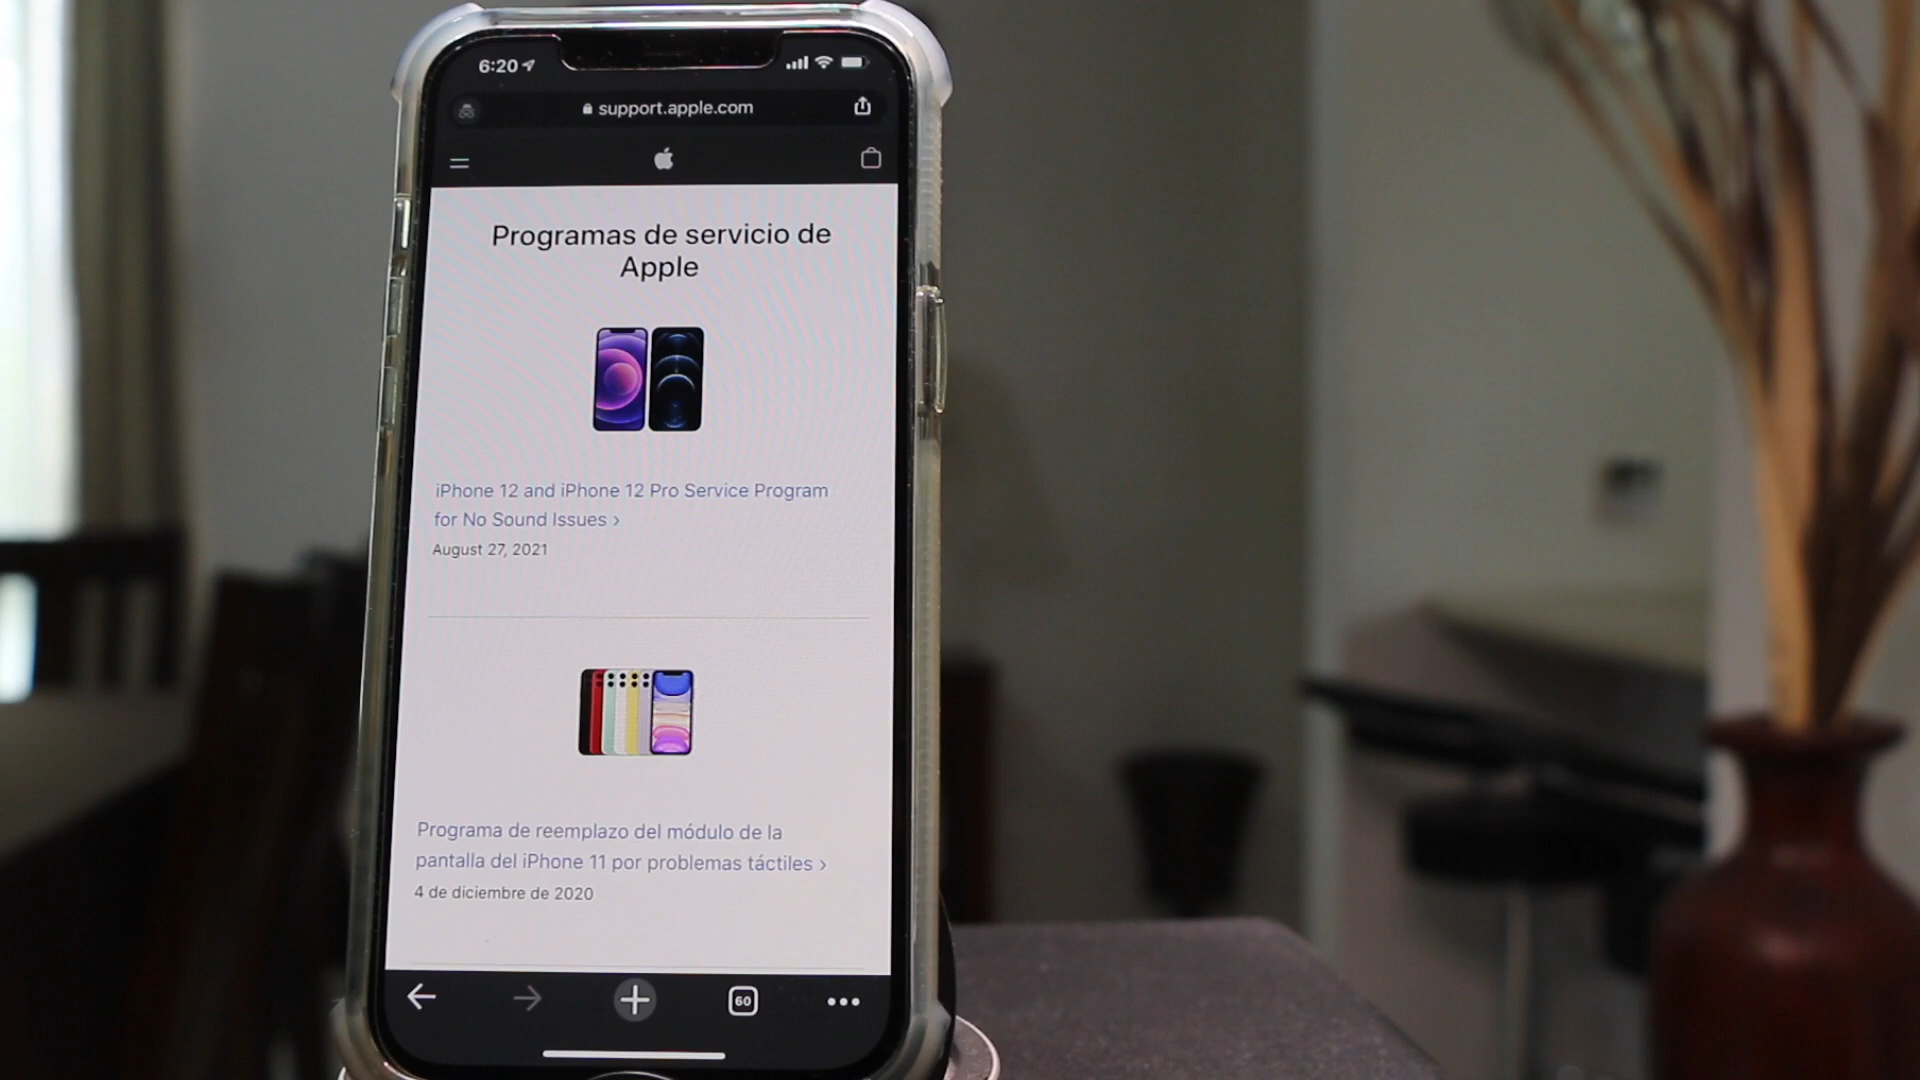 6:20
support.apple.com
Programas de servicio de
Apple
iPhone 12 and iPhone 12 Pro Service Program
for No Sound Issues ›
August 27, 2021
Programa de reemplazo del módulo de la
pantalla del iPhone 11 por problemas táctiles ›
4 de diciembre de 2020
60